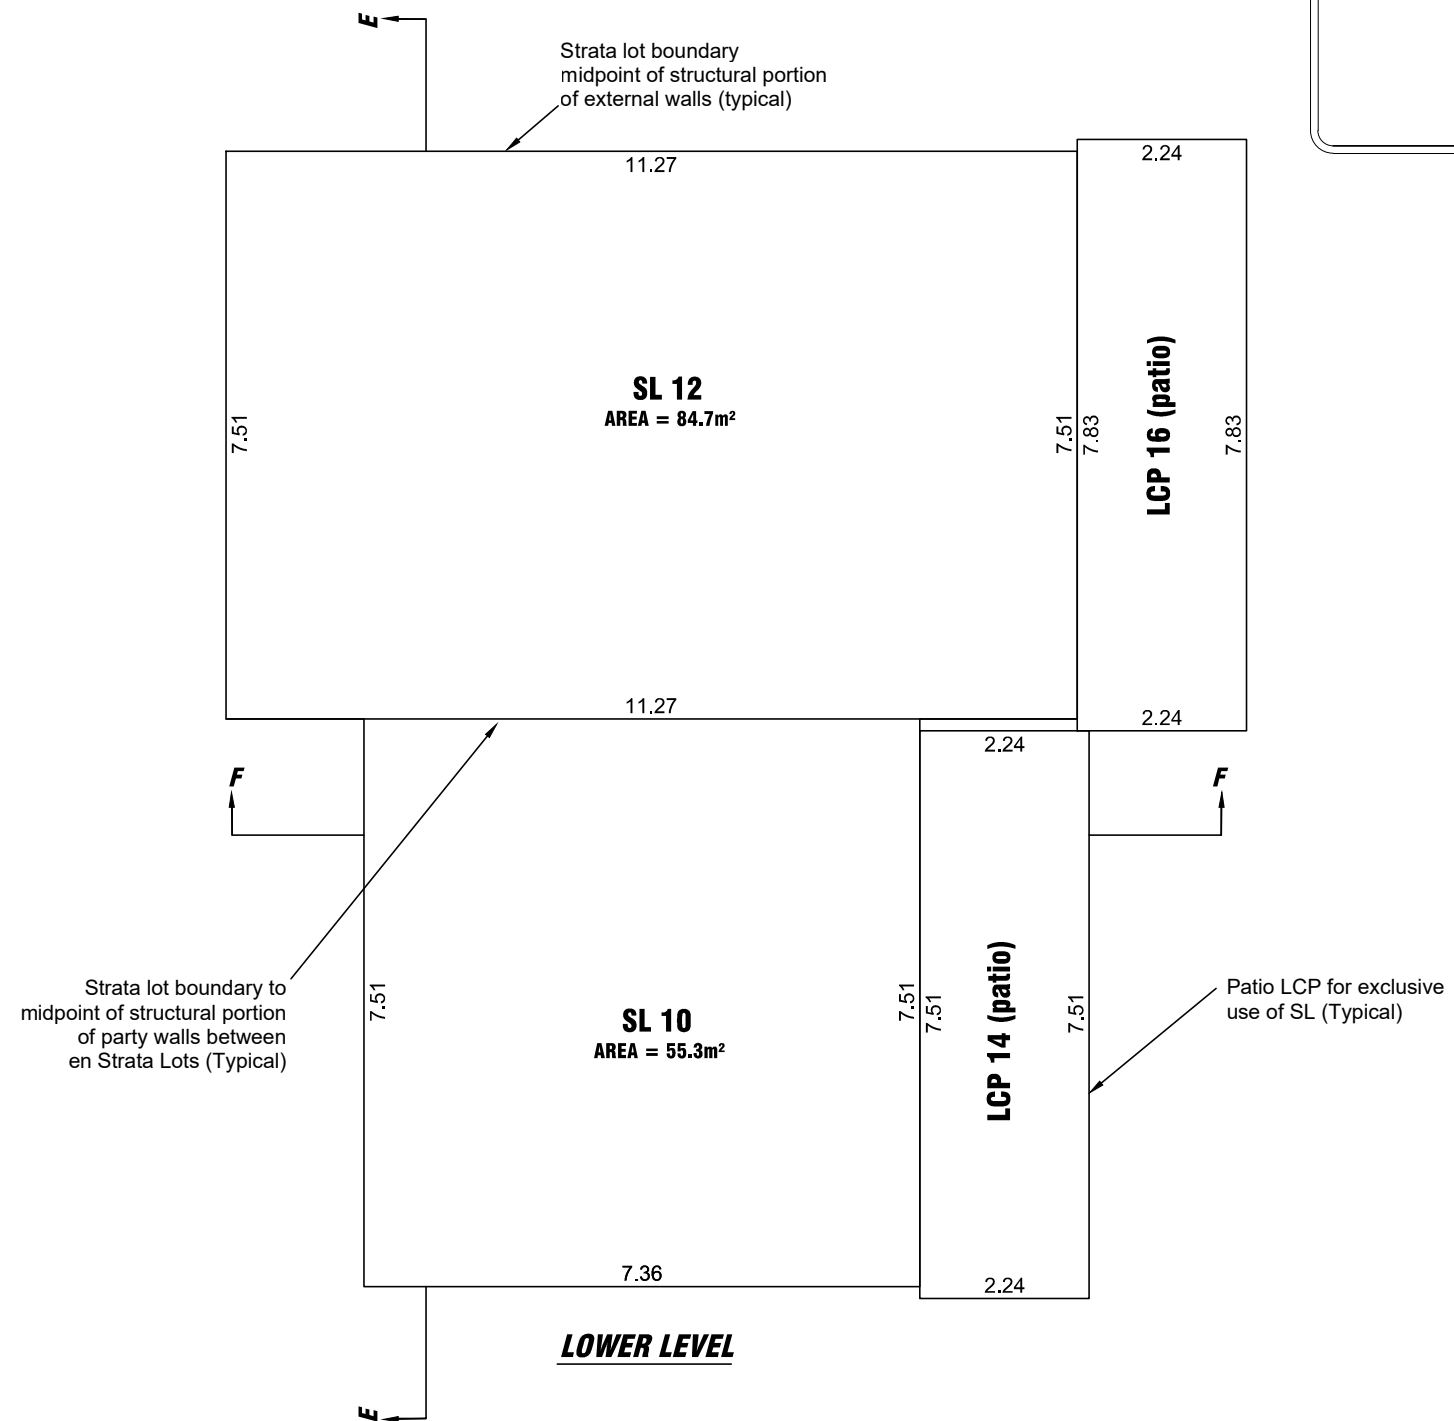 E
Strata lot boundary
midpoint of structural portion
of external walls (typical)
11.27
2.24
SL 12
AREA = 84.7m²
7.51
7.51
7.83
LCP 16 (patio)
7.83
11.27
2.24
2.24
F
F
Strata lot boundary to
midpoint of structural portion
of party walls between
en Strata Lots (Typical)
7.51
SL 10
AREA = 55.3m²
7.51
7.51
LCP 14 (patio)
7.51
Patio LCP for exclusive
use of SL (Typical)
7.36
2.24
LOWER LEVEL
E